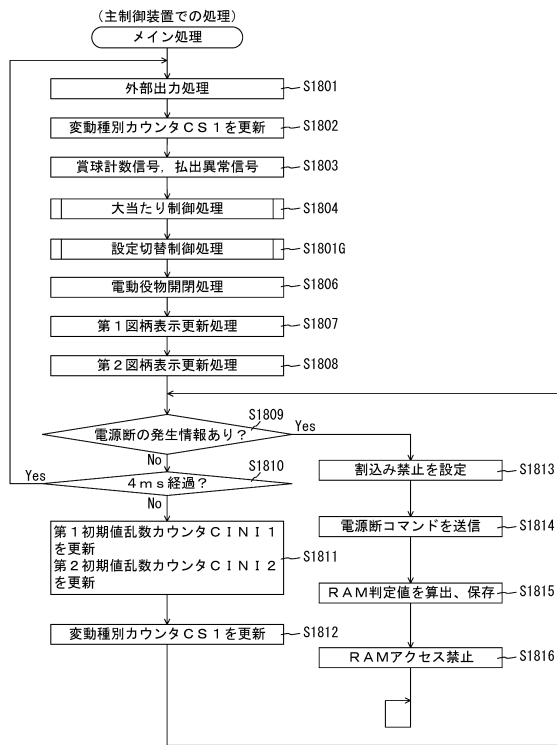 (主制御装置での処理)
メイン処理
外部出力処理 S1801
変動種別カウンタCS1を更新 S1802
賞球計数信号，払出異常信号 S1803
大当たり制御処理 S1804
設定切替制御処理 S1801G
電動役物開閉処理 S1806
第1図柄表示更新処理 S1807
第2図柄表示更新処理 S1808
S1809
電源断の発生情報あり？ Yes
No
S1810
Yes 4ms経過？
No
第1初期値乱数カウンタCINI1
を更新
第2初期値乱数カウンタCINI2
を更新
S1811
変動種別カウンタCS1を更新 S1812
割込み禁止を設定 S1813
電源断コマンドを送信 S1814
RAM判定値を算出、保存 S1815
RAMアクセス禁止 S1816